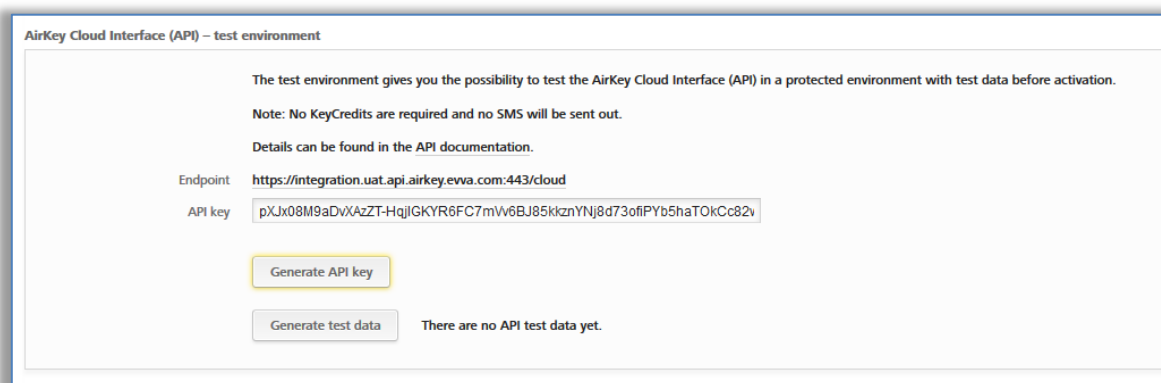 AirKey Cloud Interface (API) – test environment
The test environment gives you the possibility to test the AirKey Cloud Interface (API) in a protected environment with test data before activation.
Note: No KeyCredits are required and no SMS will be sent out.
Details can be found in the API documentation.
Endpoint https://integration.uat.api.airkey.evva.com:443/cloud
API key
Generate API key
Generate test data There are no API test data yet.